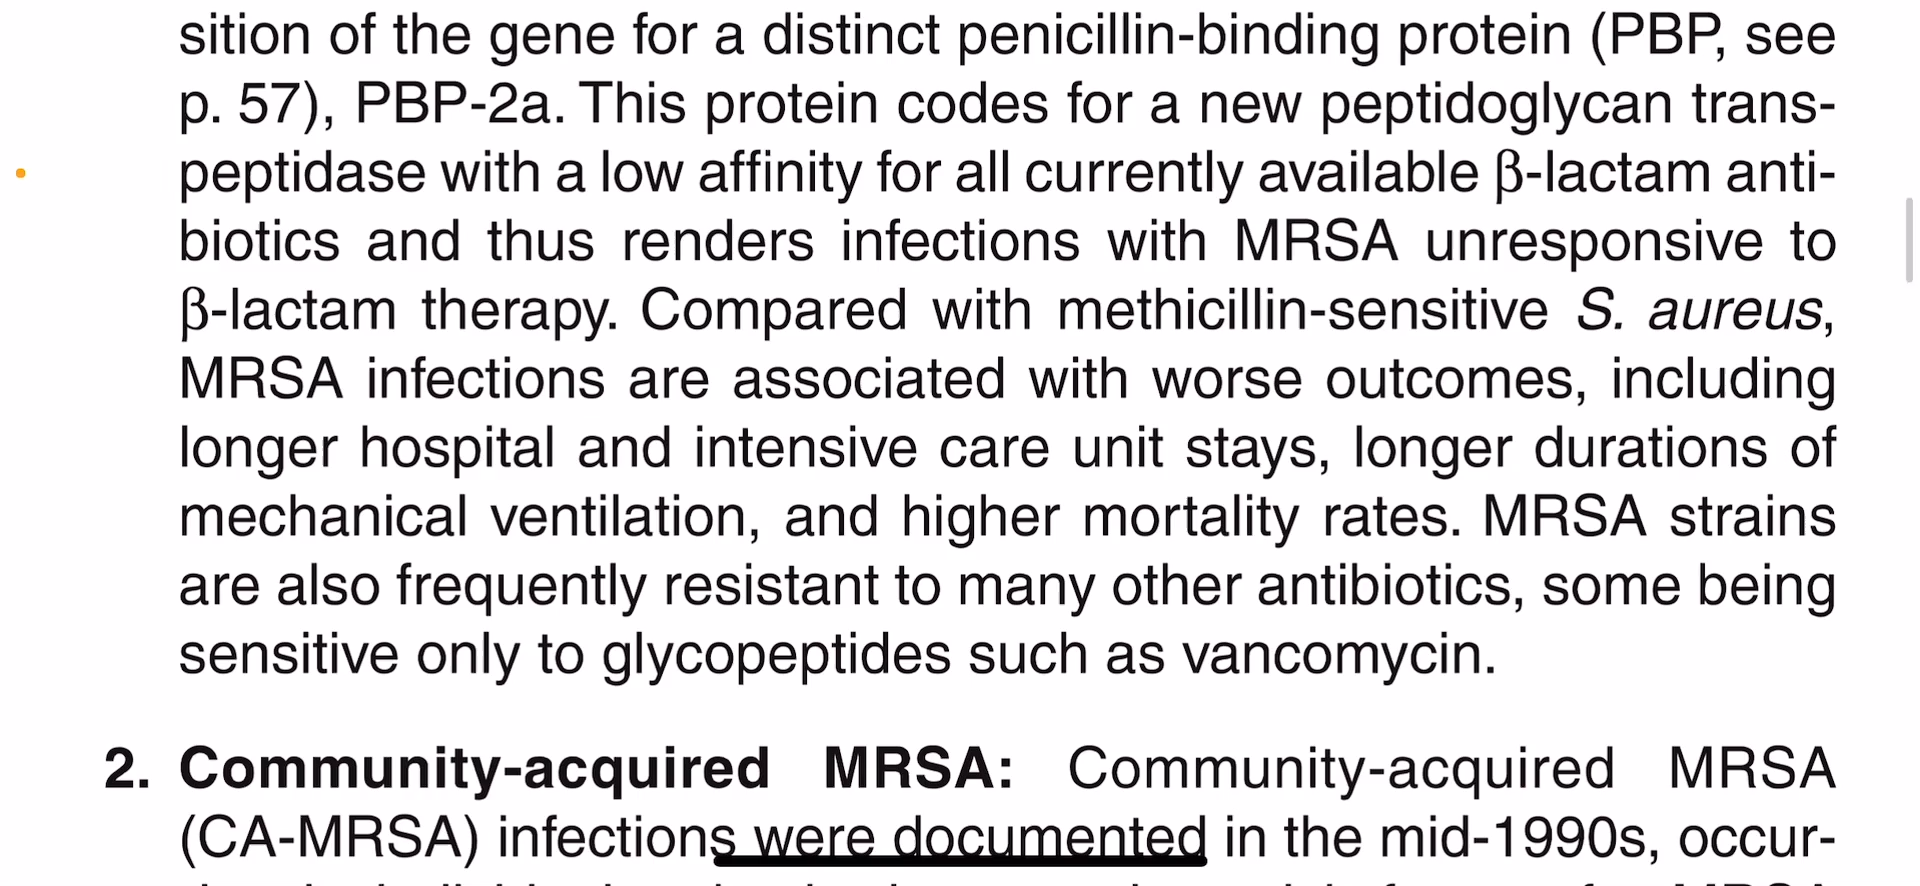 sition of the gene for a distinct penicillin-binding protein (PBP, see
p. 57), PBP-2a. This protein codes for a new peptidoglycan trans-
peptidase with a low affinity for all currently available β-lactam anti-
biotics and thus renders infections with MRSA unresponsive to
β-lactam therapy. Compared with methicillin-sensitive S. aureus,
MRSA infections are associated with worse outcomes, including
longer hospital and intensive care unit stays, longer durations of
mechanical ventilation, and higher mortality rates. MRSA strains
are also frequently resistant to many other antibiotics, some being
sensitive only to glycopeptides such as vancomycin.
2. Community-acquired MRSA: Community-acquired MRSA
(CA-MRSA) infections were documented in the mid-1990s, occur-